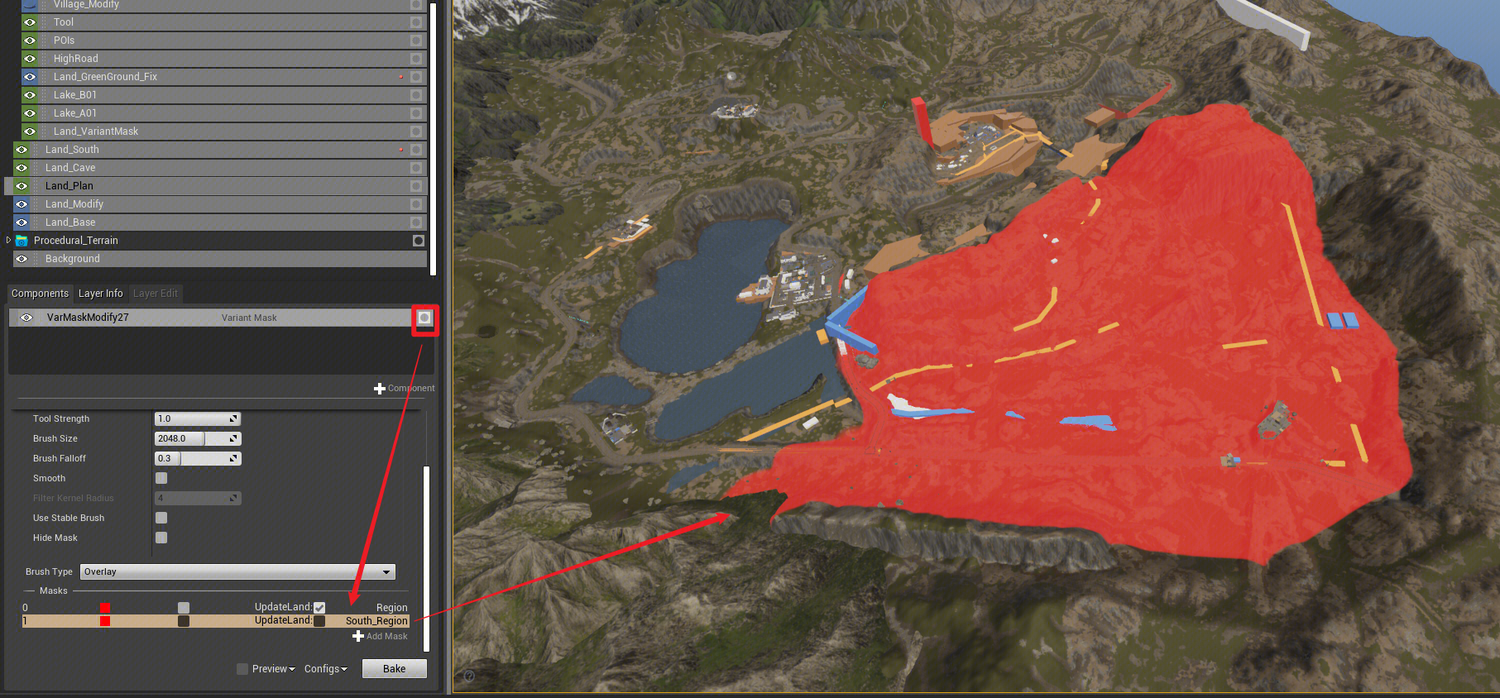 Village_Modify
Tool
POIs
HighRoad
Land_GreenGround_Fix
Lake_B01
Lake_A01
Land_VariantMask
Land_South
Land_Cave
Land_Plan
Land_Modify
Land_Base
Procedural_Terrain
Background
Components Layer Info Layer Edit
VarMaskModify27 Variant Mask
Component
Tool Strength 1.0
Brush Size 2048.0
Brush Falloff 0.3
Smooth
Filter Kernel Radius 4
Use Stable Brush
Hide Mask
Brush Type Overlay
Masks
0 UpdateLand: Region
1 UpdateLand: South_Region
Add Mask
Preview Configs Bake